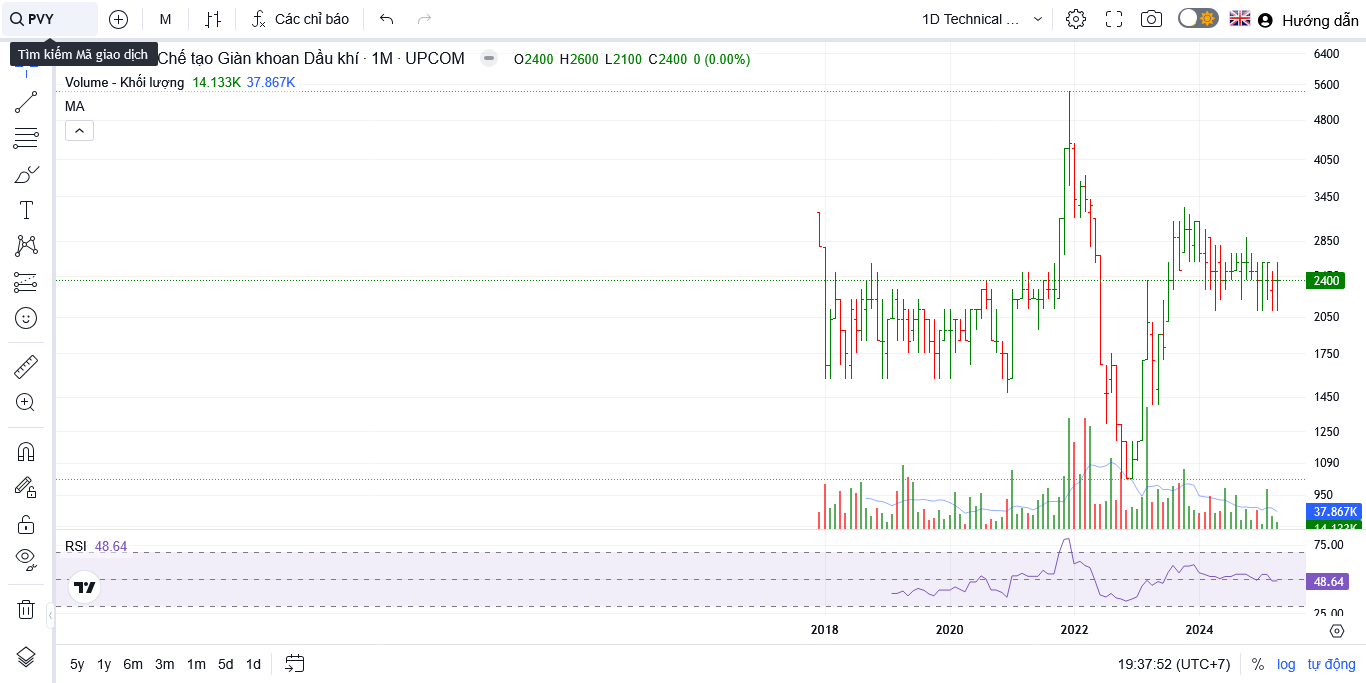 PVY
M
Các chỉ báo
1D Technical ...
Hướng dẫn
Tìm kiếm Mã giao dịch
Chế tạo Giàn khoan Dầu khí · 1M · UPCOM
O2400 H2600 L2100 C2400 0 (0.00%)
Volume - Khối lượng 14.133K 37.867K
MA
6400
5600
4800
4050
3450
2850
2400
2050
1750
1450
1250
1090
950
37.867K
14.133K
RSI 48.64
75.00
48.64
25.00
2018 2020 2022 2024
5y 1y 6m 3m 1m 5d 1d
19:37:52 (UTC+7) % log tự động